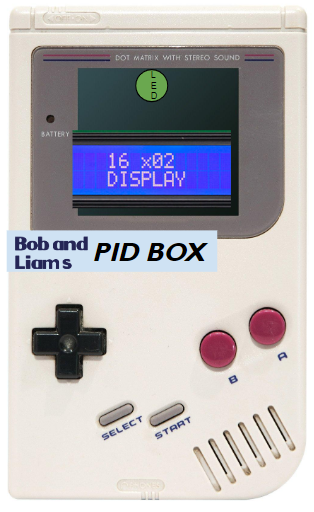 DOT MATRIX WITH STEREO SOUND
LED
BATTERY
16 x02
DISPLAY
Bob and
Liams
PID BOX
B
A
SELECT
START